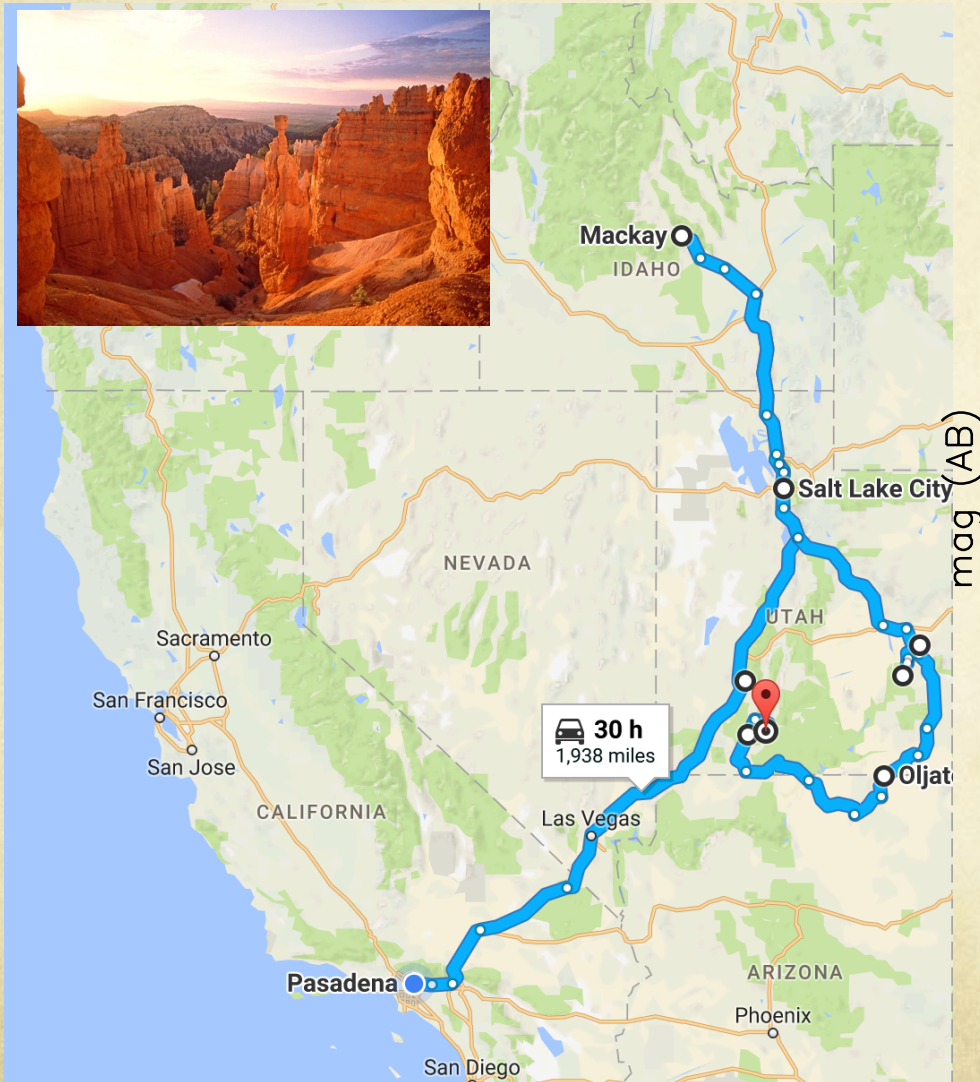 Mackay
IDAHO
mag (AB)
Salt Lake City
NEVADA
UTAH
Sacramento
San Francisco
30 h
1,938 miles
San Jose
Oljat
CALIFORNIA
Las Vegas
Pasadena
ARIZONA
Phoenix
San Diego